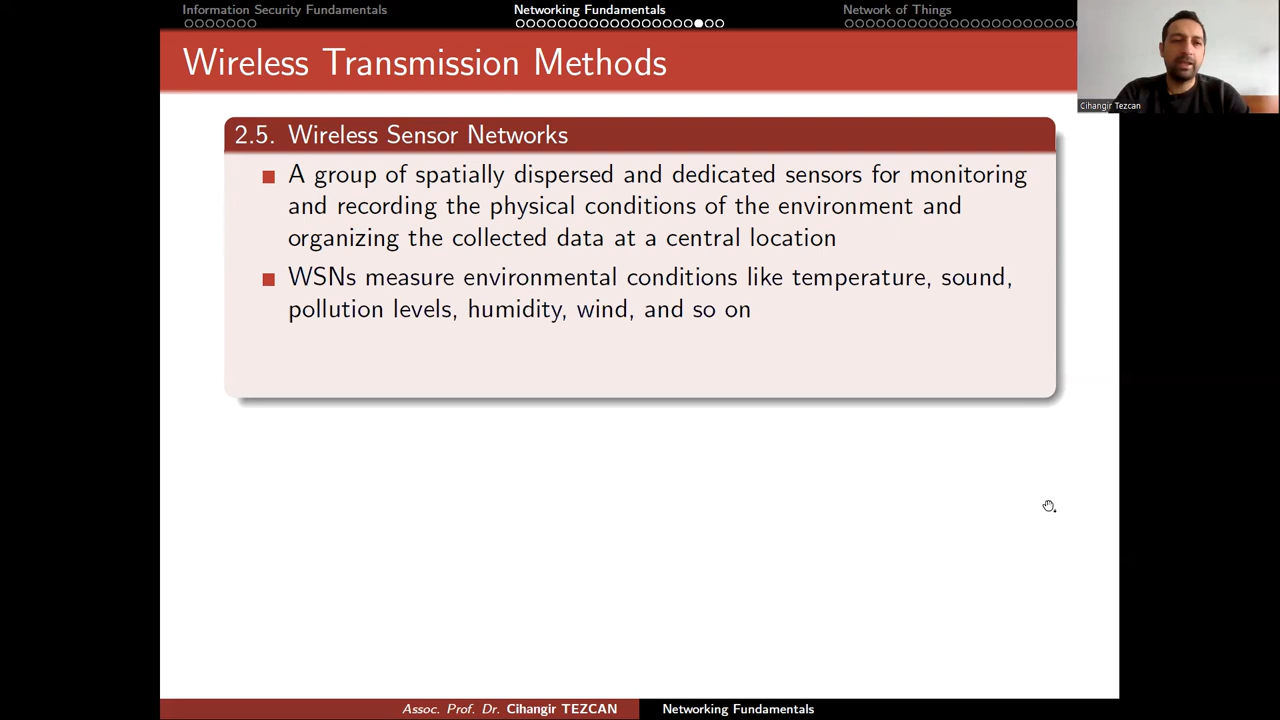 Information Security Fundamentals
Networking Fundamentals
Network of Things
Wireless Transmission Methods
Cihangir Tezcan
2.5. Wireless Sensor Networks
A group of spatially dispersed and dedicated sensors for monitoring
and recording the physical conditions of the environment and
organizing the collected data at a central location
WSNs measure environmental conditions like temperature, sound,
pollution levels, humidity, wind, and so on
Assoc. Prof. Dr. Cihangir TEZCAN
Networking Fundamentals